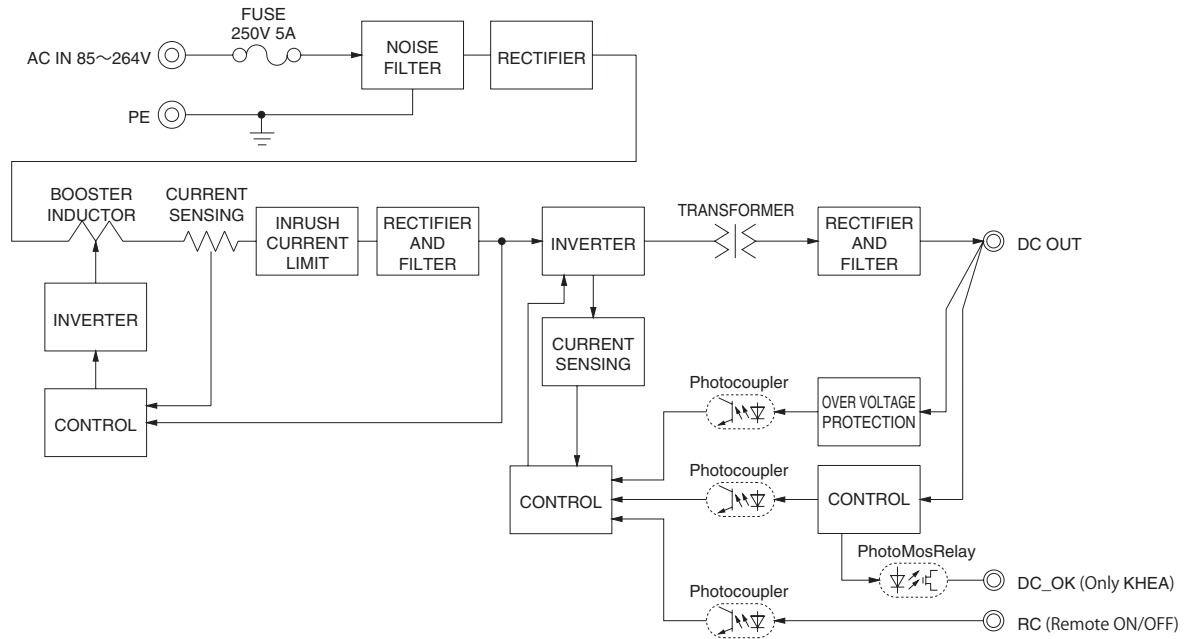 FUSE
250V 5A
AC IN 85～264V
NOISE
FILTER
RECTIFIER
PE
BOOSTER
INDUCTOR
CURRENT
SENSING
INRUSH
CURRENT
LIMIT
RECTIFIER
AND
FILTER
INVERTER
TRANSFORMER
RECTIFIER
AND
FILTER
DC OUT
INVERTER
CURRENT
SENSING
CONTROL
Photocoupler
OVER VOLTAGE
PROTECTION
CONTROL
Photocoupler
CONTROL
PhotoMosRelay
DC_OK (Only KHEA)
Photocoupler
RC (Remote ON/OFF)